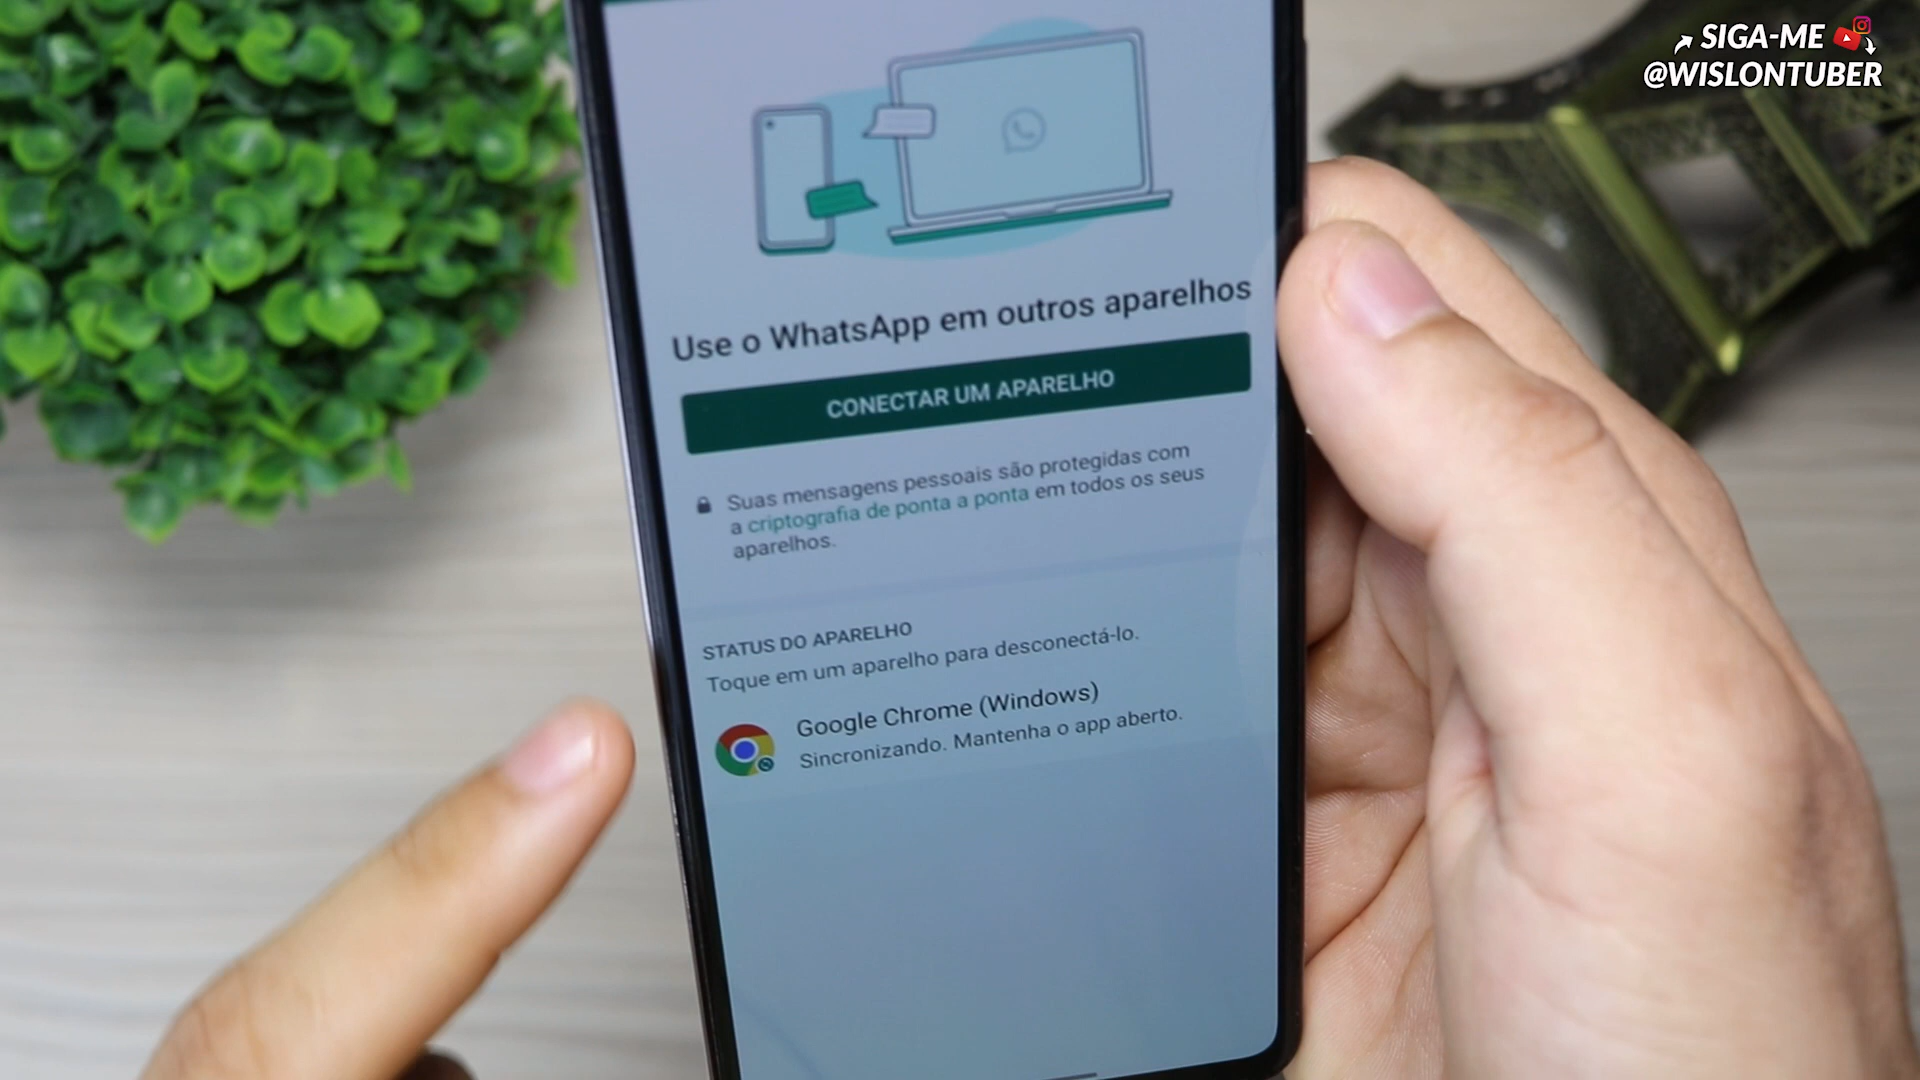 SIGA-ME
@WISLONTUBER
Use o WhatsApp em outros aparelhos
CONECTAR UM APARELHO
Suas mensagens pessoais são protegidas com
a criptografia de ponta a ponta em todos os seus
aparelhos.
STATUS DO APARELHO
Toque em um aparelho para desconectá-lo.
Google Chrome (Windows)
Sincronizando. Mantenha o app aberto.